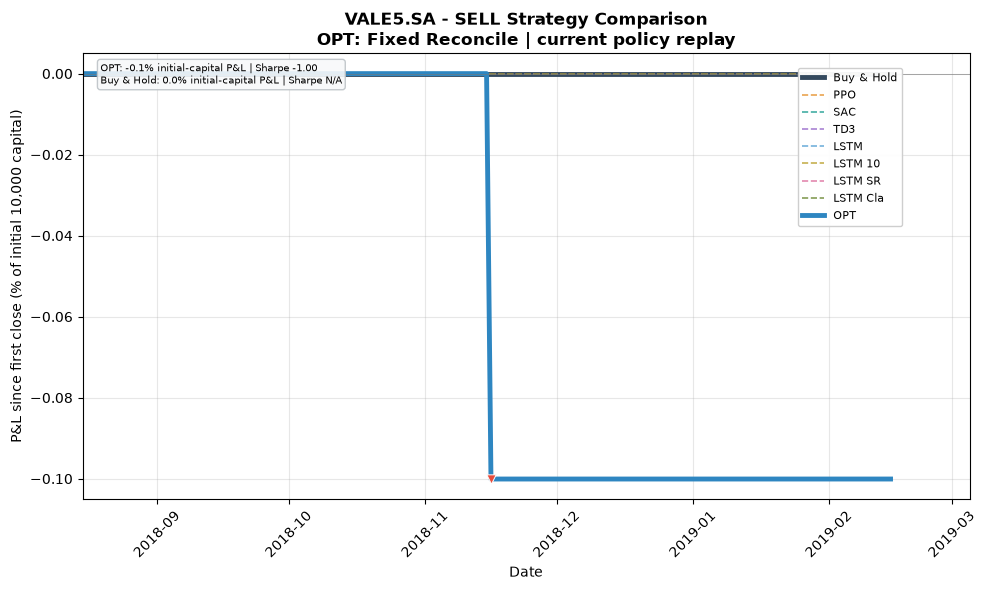 VALE5.SA - SELL Strategy Comparison
OPT: Fixed Reconcile | current policy replay
OPT: -0.1% initial-capital P&L | Sharpe -1.00
Buy & Hold: 0.0% initial-capital P&L | Sharpe N/A
Buy & Hold
PPO
SAC
TD3
LSTM
LSTM 10
LSTM SR
LSTM Cla
OPT
P&L since first close (% of initial 10,000 capital)
0.00
−0.02
−0.04
−0.06
−0.08
−0.10
2018-09
2018-10
2018-11
2018-12
2019-01
2019-02
2019-03
Date